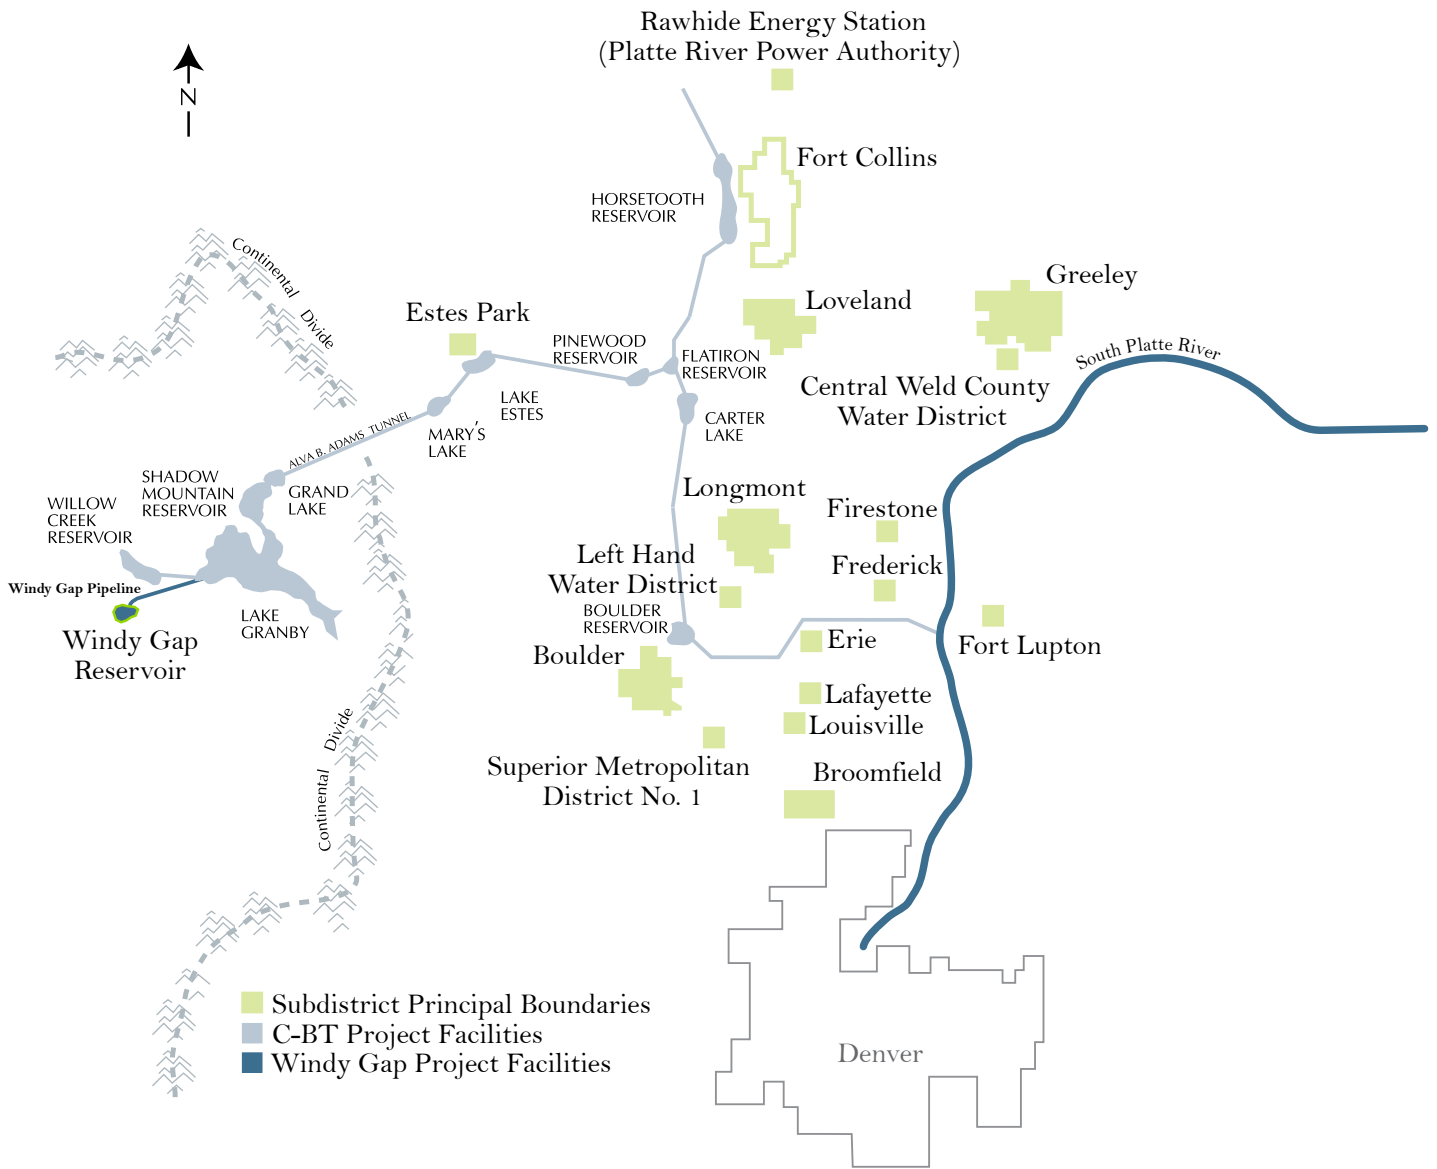 Rawhide Energy Station
(Platte River Power Authority)
N
Fort Collins
HORSETOOTH
RESERVOIR
Continental
Divide
Greeley
Loveland
Estes Park
PINEWOOD
RESERVOIR
FLATIRON
RESERVOIR
South Platte River
Central Weld County
Water District
LAKE
ESTES
CARTER
LAKE
ALVA B. ADAMS TUNNEL
MARY'S
LAKE
SHADOW
MOUNTAIN
RESERVOIR
GRAND
LAKE
WILLOW
CREEK
RESERVOIR
Longmont
Firestone
Left Hand
Water District
Frederick
Windy Gap Pipeline
BOULDER
RESERVOIR
LAKE
GRANBY
Windy Gap
Reservoir
Erie
Fort Lupton
Boulder
Lafayette
Louisville
Continental
Divide
Superior Metropolitan
District No. 1
Broomfield
Subdistrict Principal Boundaries
C-BT Project Facilities
Windy Gap Project Facilities
Denver